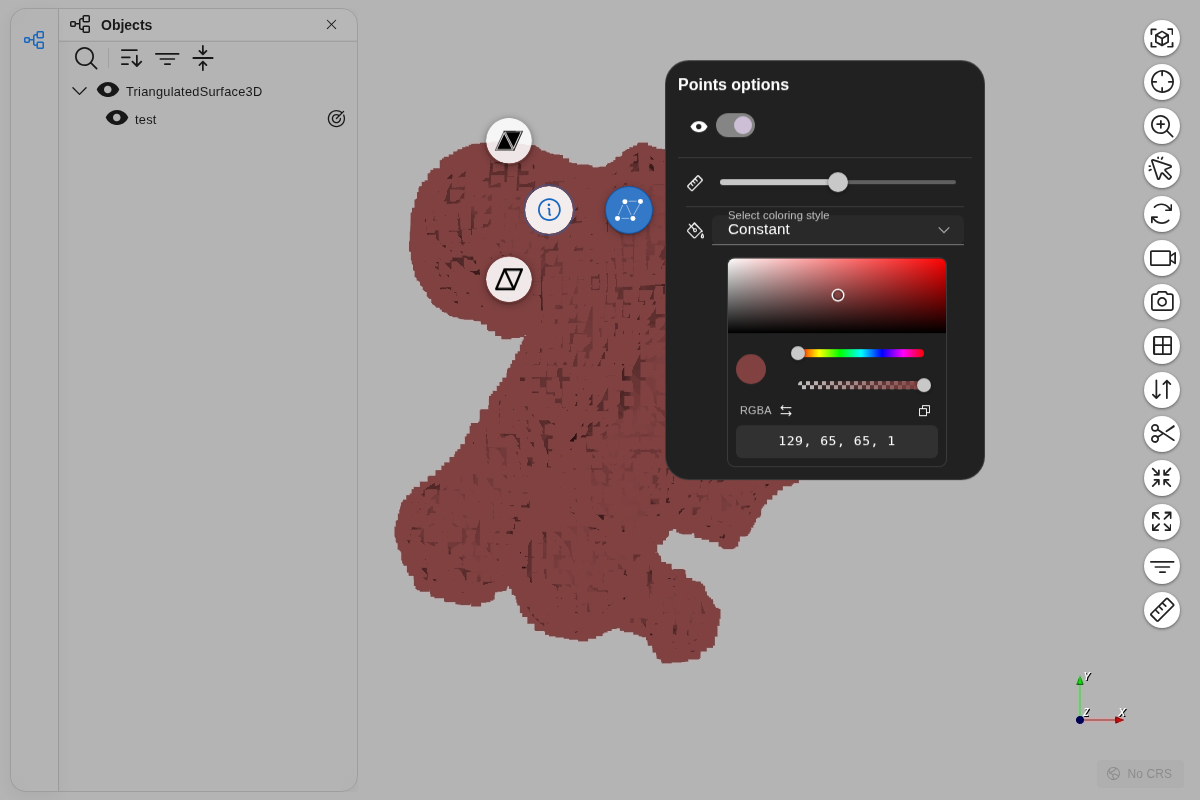 Objects
TriangulatedSurface3D
test
Points options
Select coloring style
Constant
RGBA
129, 65, 65, 1
Y
Z
X
No CRS